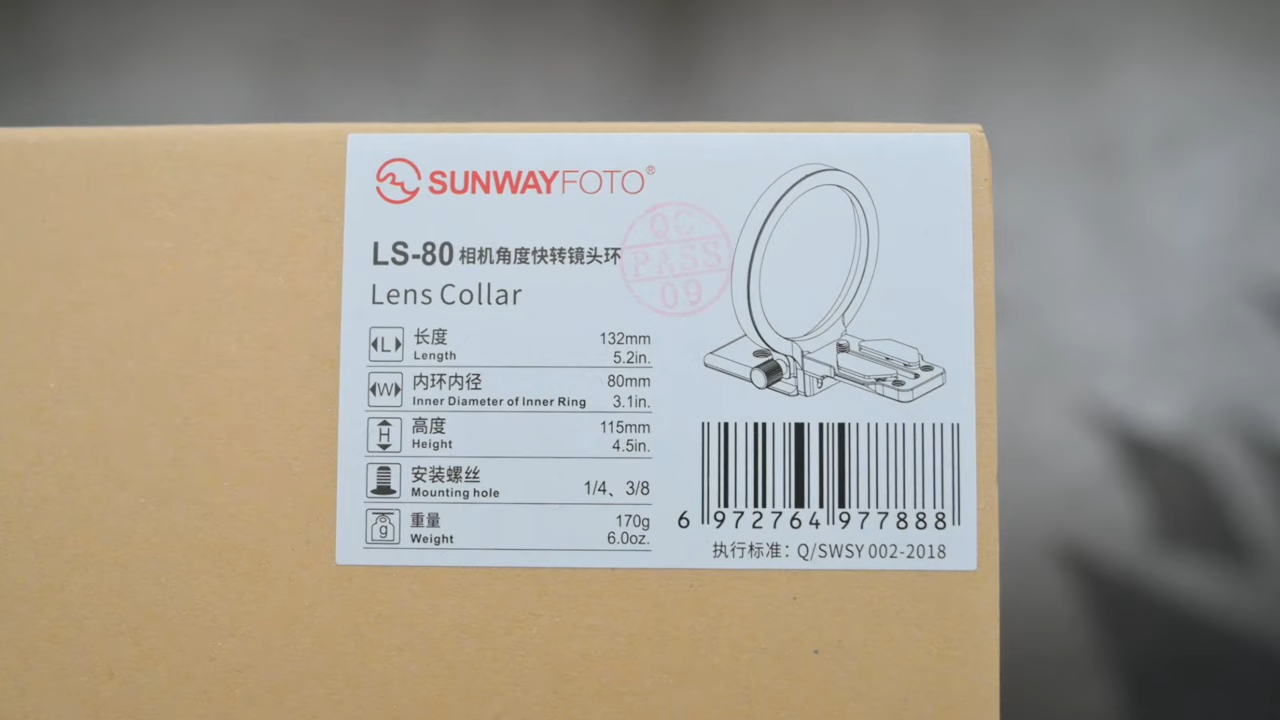 SUNWAYFOTO®
LS-80 相机角度快转镜头环
Lens Collar
QC
PASS
09
L 长度 132mm
Length 5.2in.
W 内环内径 80mm
Inner Diameter of Inner Ring 3.1in.
H 高度 115mm
Height 4.5in.
安装螺丝
Mounting hole 1/4、3/8
g 重量 170g
Weight 6.0oz.
6 972764 977888
执行标准：Q/SWSY 002-2018